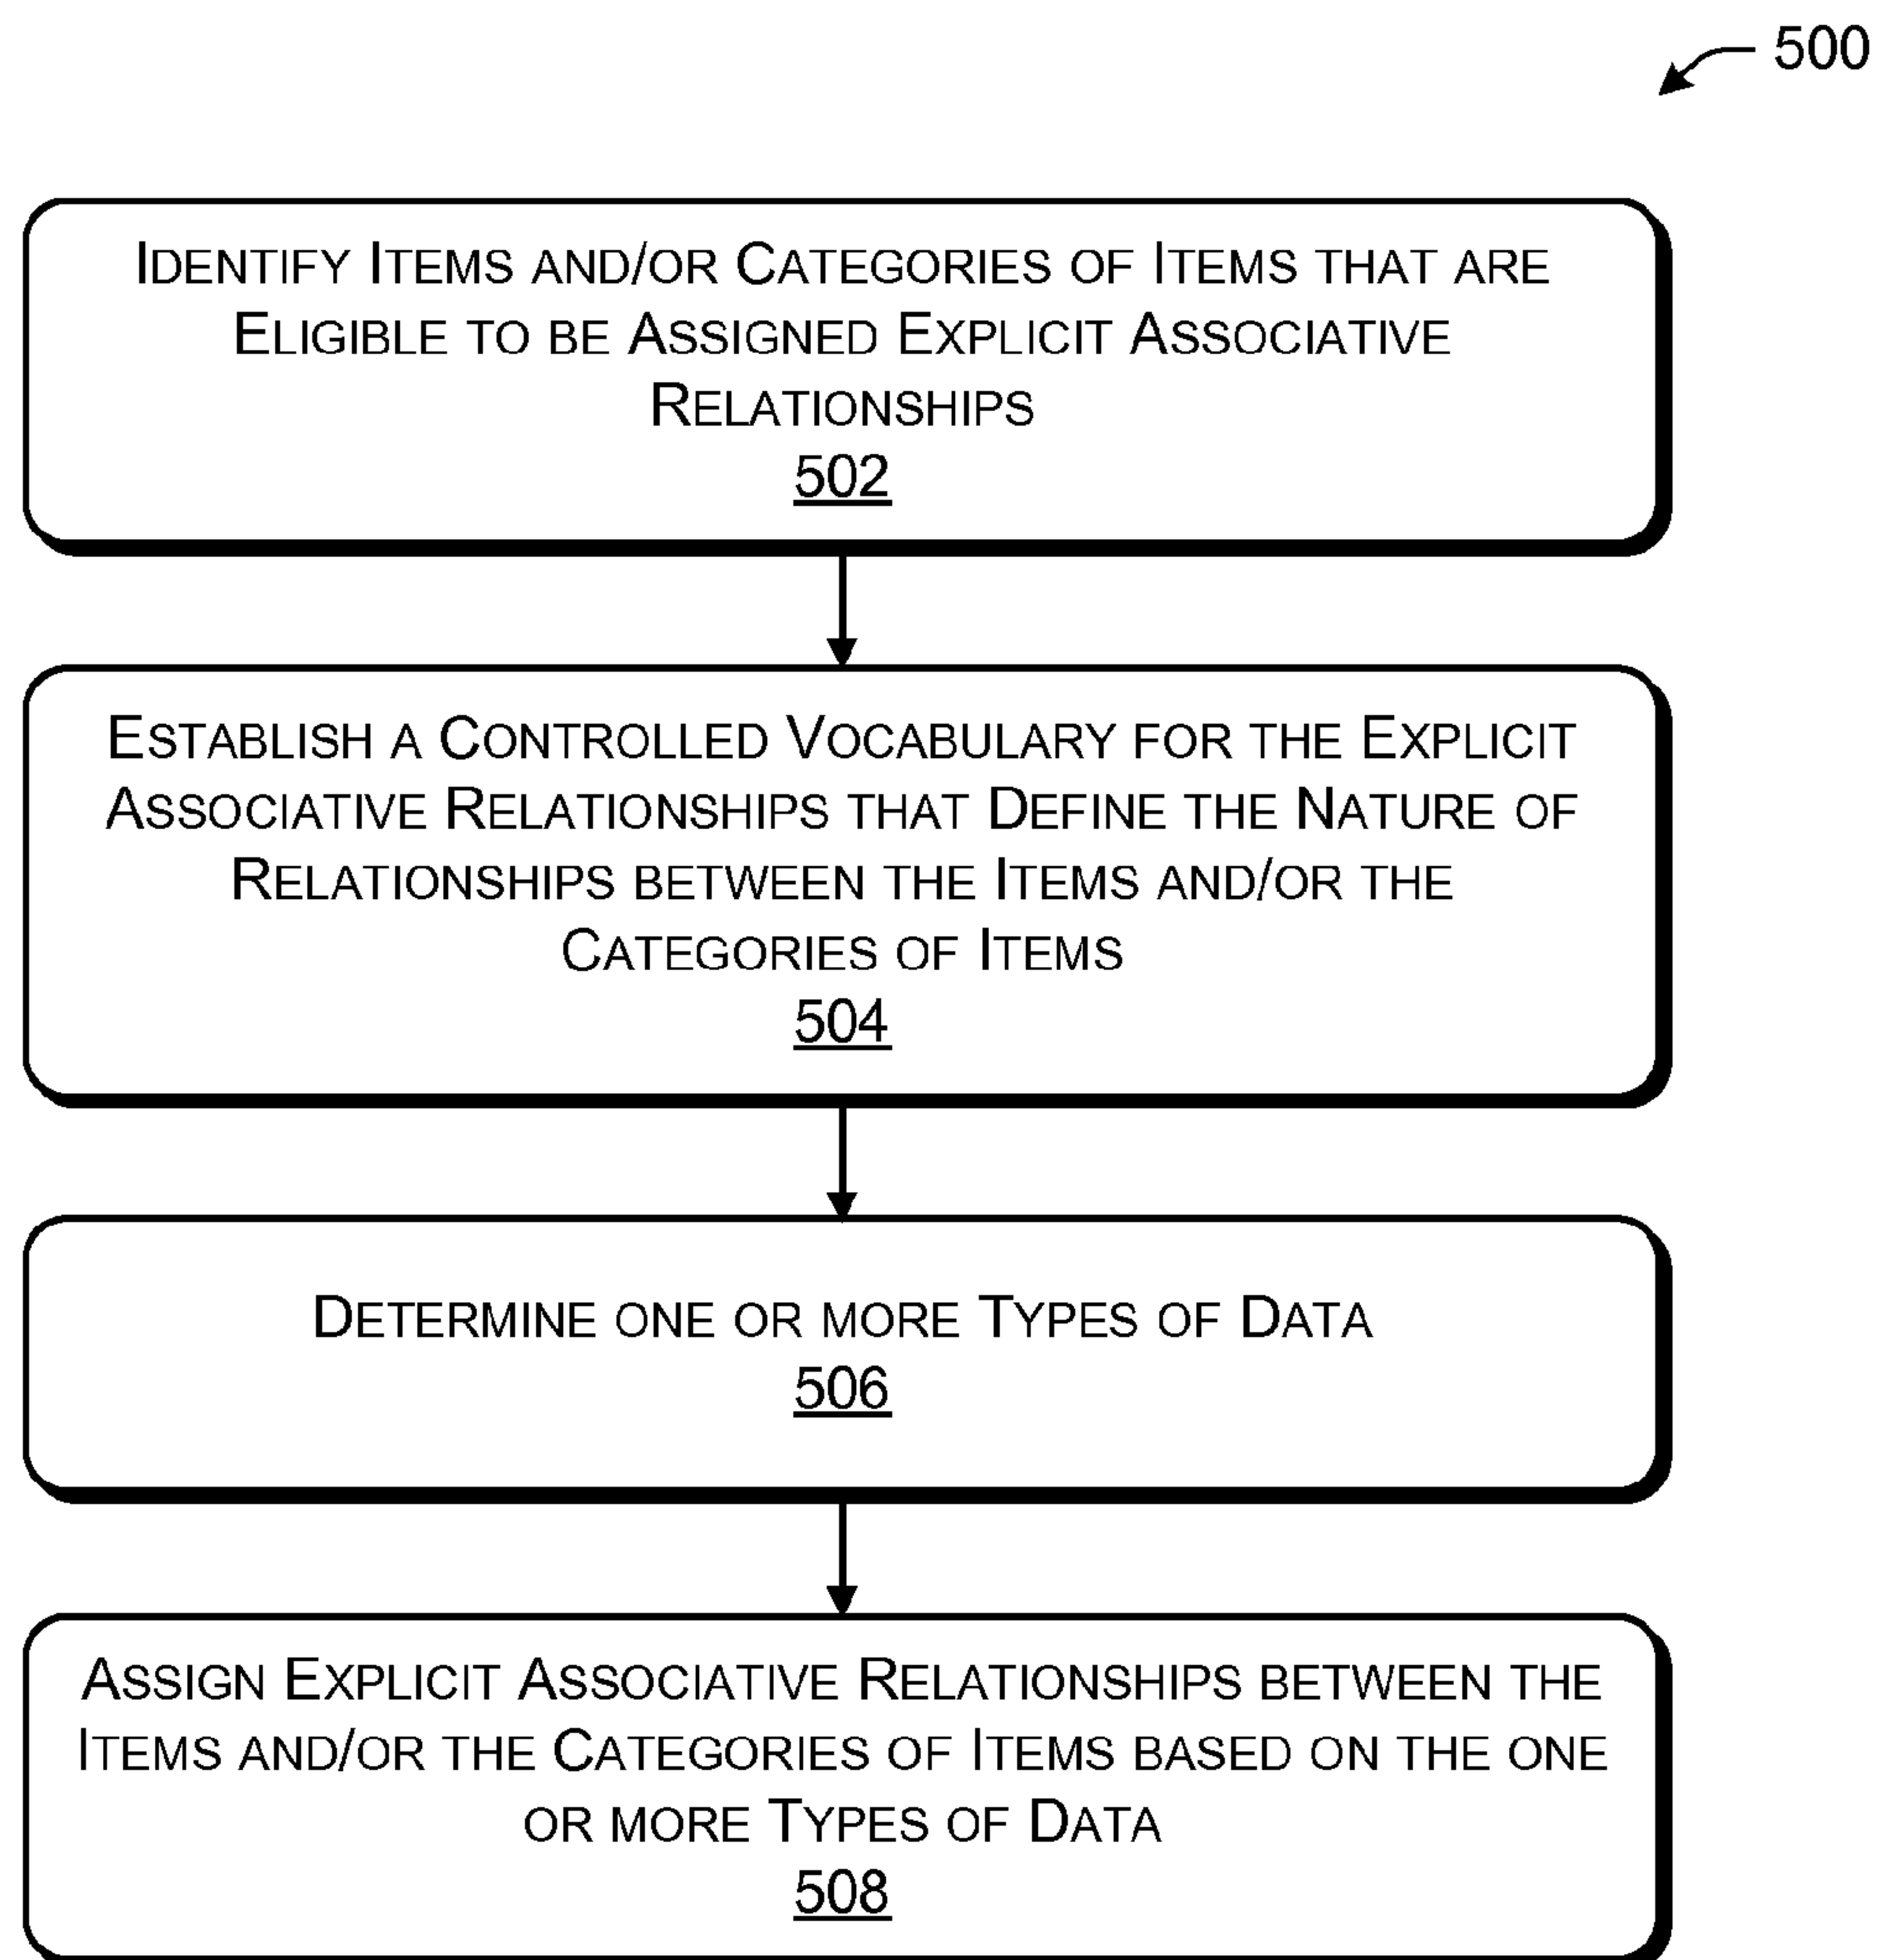 500
IDENTIFY ITEMS AND/OR CATEGORIES OF ITEMS THAT ARE
ELIGIBLE TO BE ASSIGNED EXPLICIT ASSOCIATIVE
RELATIONSHIPS
502
ESTABLISH A CONTROLLED VOCABULARY FOR THE EXPLICIT
ASSOCIATIVE RELATIONSHIPS THAT DEFINE THE NATURE OF
RELATIONSHIPS BETWEEN THE ITEMS AND/OR THE
CATEGORIES OF ITEMS
504
DETERMINE ONE OR MORE TYPES OF DATA
506
ASSIGN EXPLICIT ASSOCIATIVE RELATIONSHIPS BETWEEN THE
ITEMS AND/OR THE CATEGORIES OF ITEMS BASED ON THE ONE
OR MORE TYPES OF DATA
508